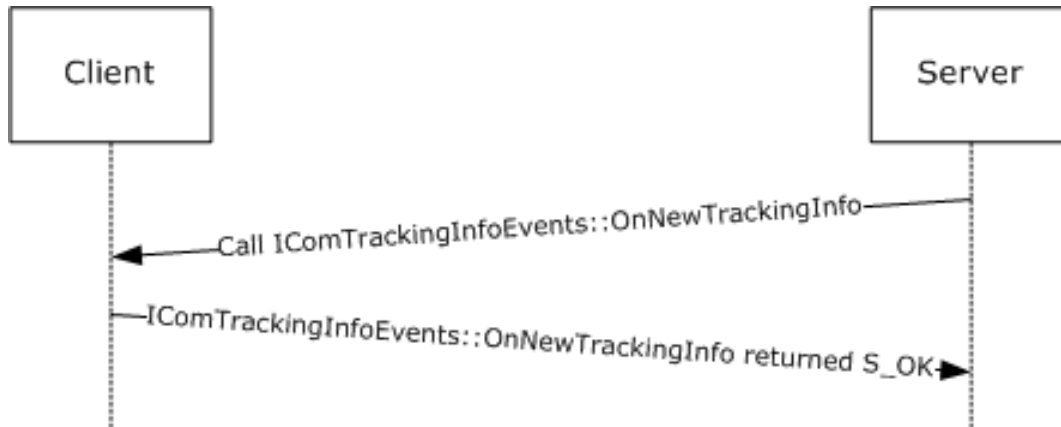 Client
Server
Call IComTrackingInfoEvents::OnNewTrackingInfo
IComTrackingInfoEvents::OnNewTrackingInfo returned S_OK